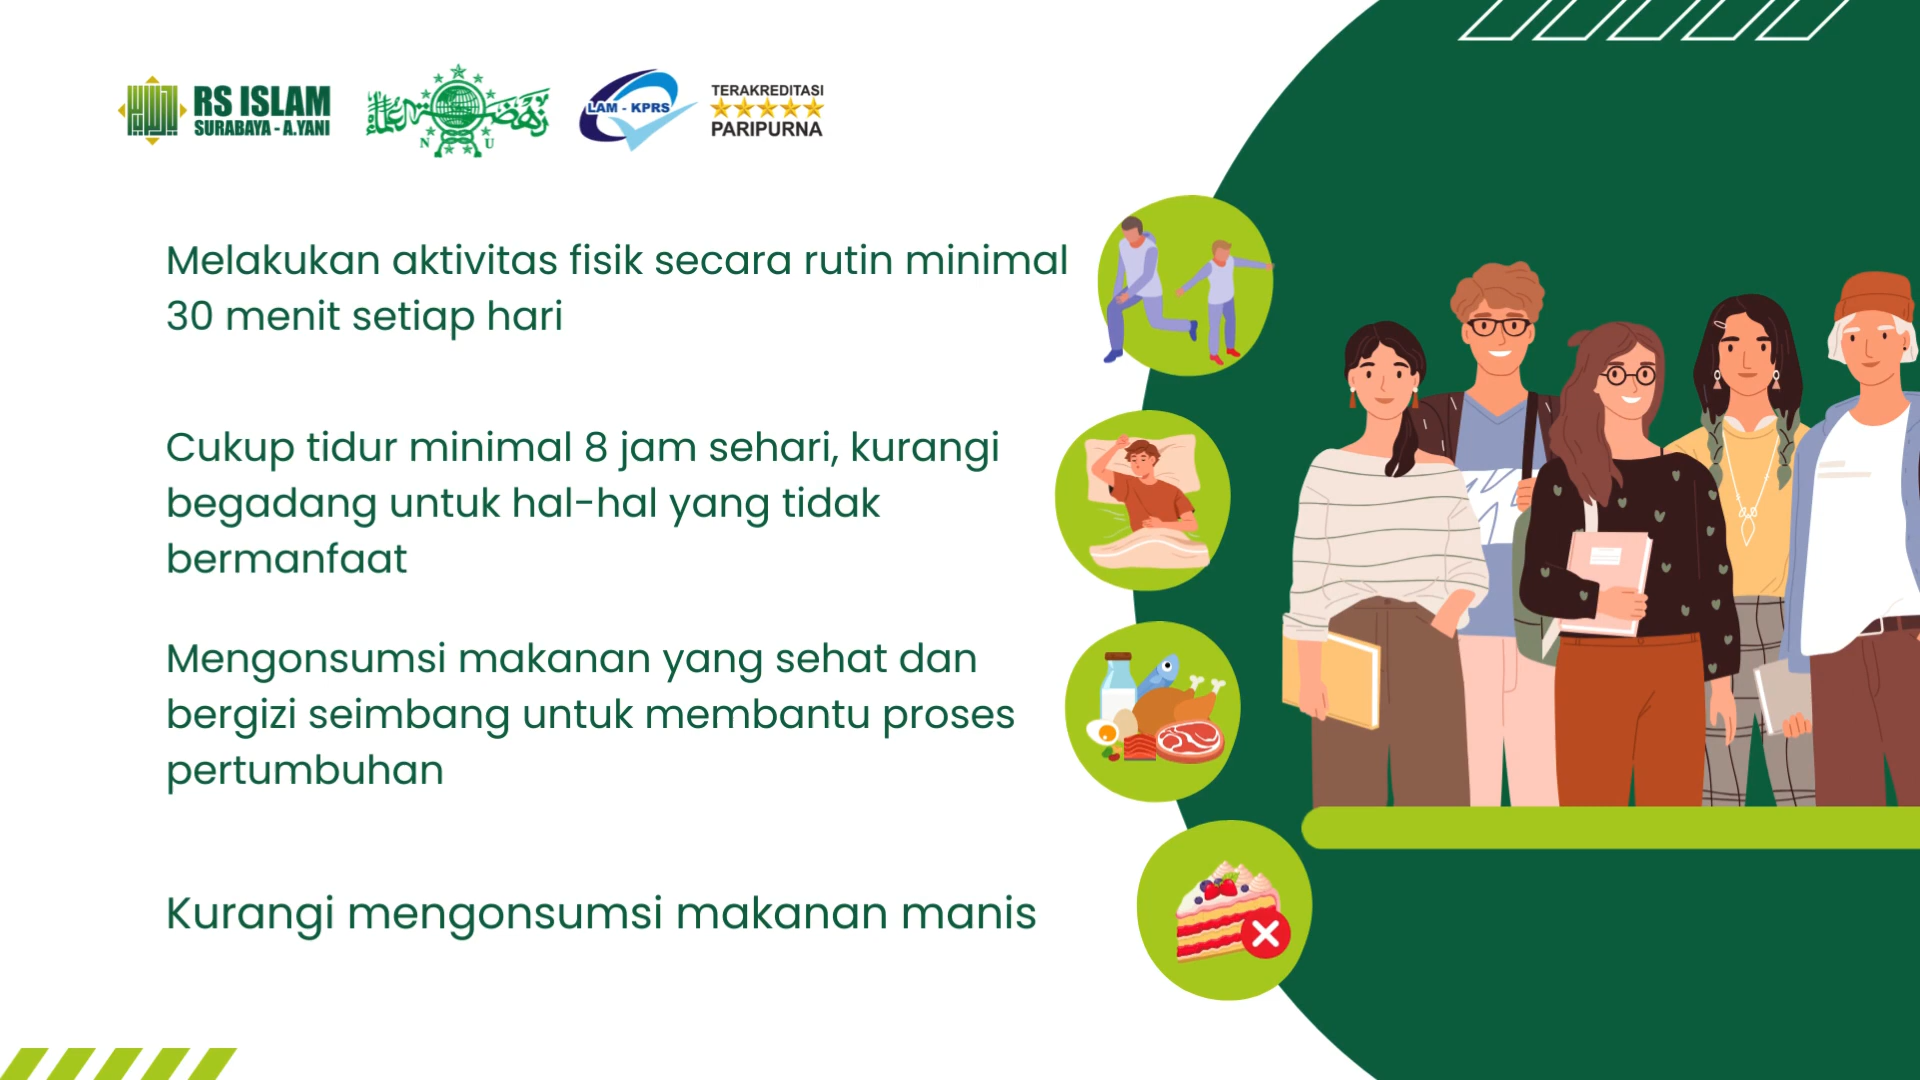 RS ISLAM
SURABAYA - A.YANI
N U
LAM - KPRS
TERAKREDITASI
PARIPURNA
Melakukan aktivitas fisik secara rutin minimal
30 menit setiap hari
Cukup tidur minimal 8 jam sehari, kurangi
begadang untuk hal-hal yang tidak
bermanfaat
Mengonsumsi makanan yang sehat dan
bergizi seimbang untuk membantu proses
pertumbuhan
Kurangi mengonsumsi makanan manis